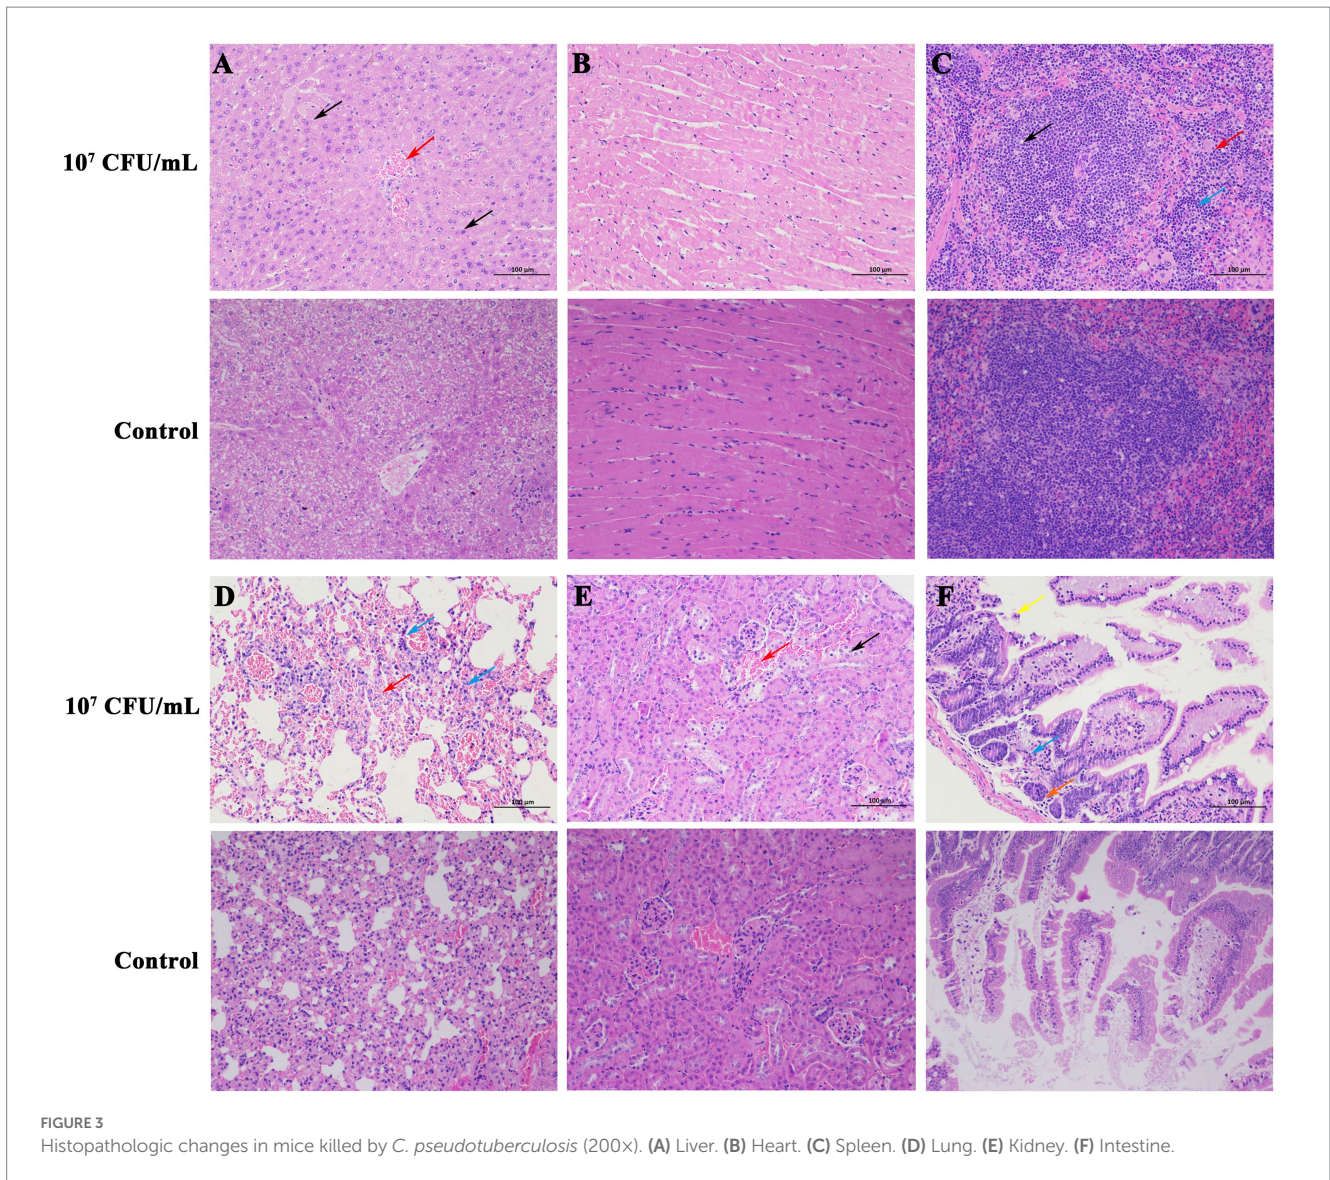 A
B
C
10⁷ CFU/mL
100 µm
100 µm
100 µm
Control
D
E
F
10⁷ CFU/mL
100 µm
100 µm
100 µm
Control
FIGURE 3
Histopathologic changes in mice killed by C. pseudotuberculosis (200×). (A) Liver. (B) Heart. (C) Spleen. (D) Lung. (E) Kidney. (F) Intestine.